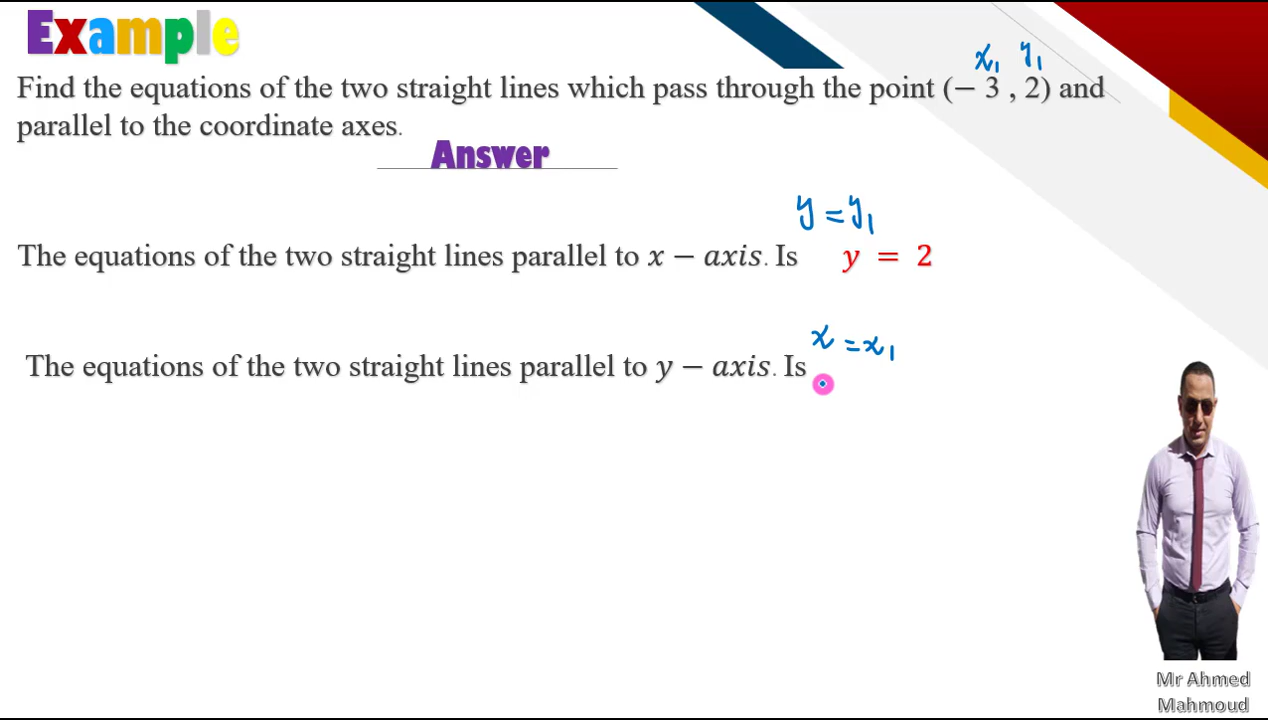 Example
x₁ y₁
Find the equations of the two straight lines which pass through the point (− 3 , 2) and
parallel to the coordinate axes.
Answer
y = y₁
The equations of the two straight lines parallel to x − axis. Is y = 2
x = x₁
The equations of the two straight lines parallel to y − axis. Is
Mr Ahmed
Mahmoud